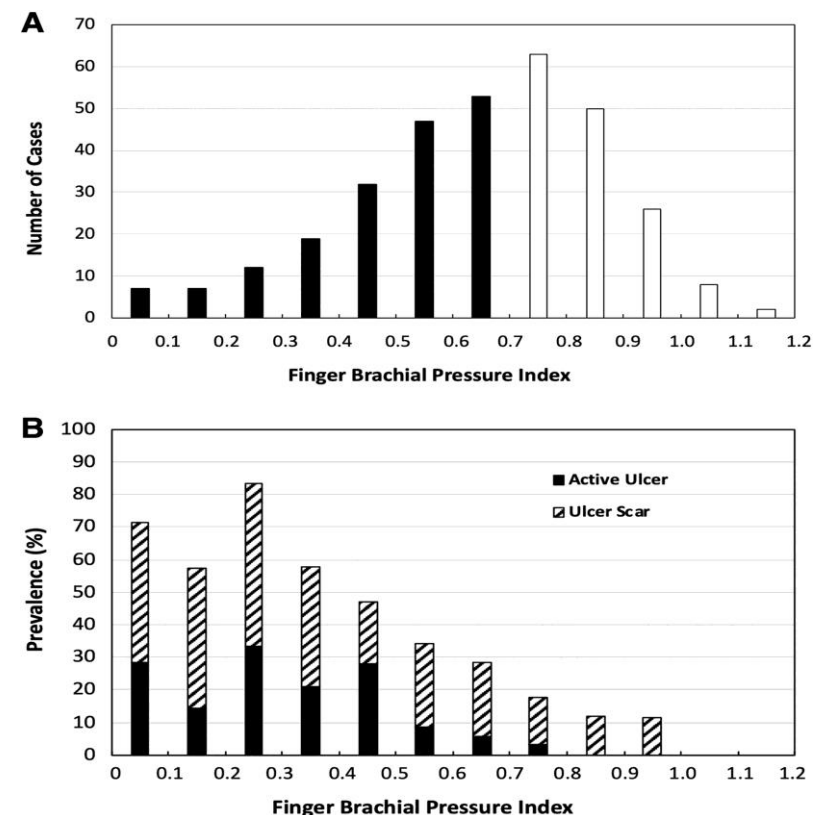 A
70
60
50
40
30
20
10
0
Number of Cases
0 0.1 0.2 0.3 0.4 0.5 0.6 0.7 0.8 0.9 1.0 1.1 1.2
Finger Brachial Pressure Index
B
100
90
80
70
60
50
40
30
20
10
0
Prevalence (%)
Active Ulcer
Ulcer Scar
0 0.1 0.2 0.3 0.4 0.5 0.6 0.7 0.8 0.9 1.0 1.1 1.2
Finger Brachial Pressure Index